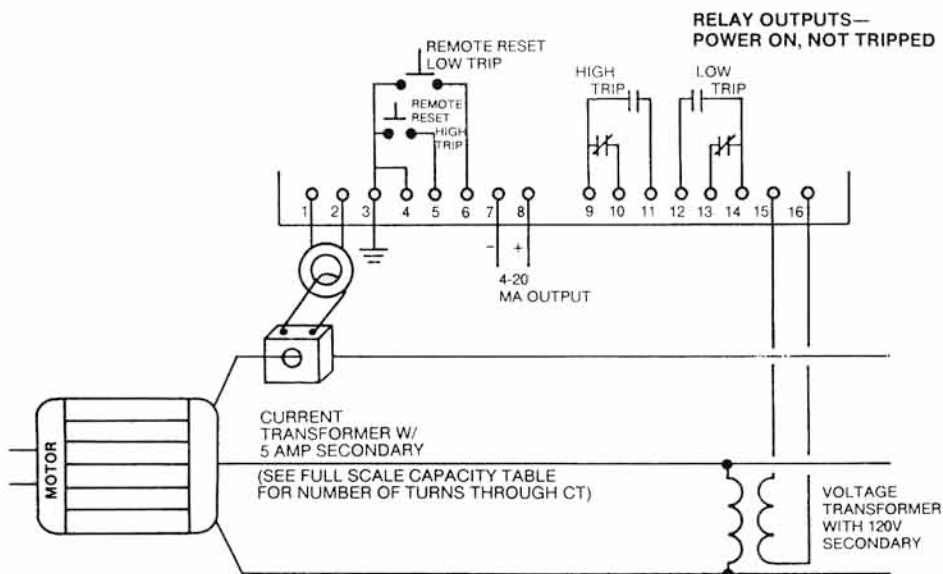 RELAY OUTPUTS—
POWER ON, NOT TRIPPED
REMOTE RESET
LOW TRIP
HIGH
TRIP
LOW
TRIP
REMOTE
RESET
HIGH
TRIP
1 2 3 4 5 6 7 8 9 10 11 12 13 14 15 16
- +
4-20
MA OUTPUT
MOTOR
CURRENT
TRANSFORMER W/
5 AMP SECONDARY
(SEE FULL SCALE CAPACITY TABLE
FOR NUMBER OF TURNS THROUGH CT)
VOLTAGE
TRANSFORMER
WITH 120V
SECONDARY